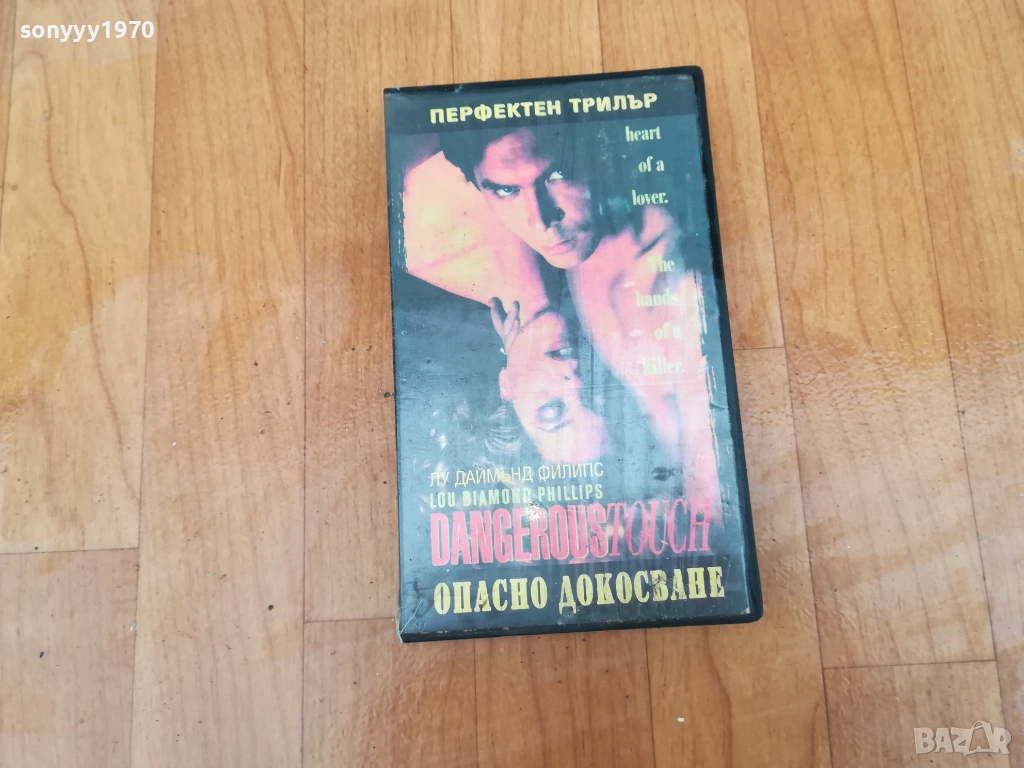 sonyyy1970
ПЕРФЕКТЕН ТРИЛЪР
heart
of a
lover.
The
hands
of a
killer.
ЛУ ДАЙМЪНД ФИЛИПС
LOU DIAMOND PHILLIPS
DANGEROUSTOUCH
ОПАСНО ДОКОСВАНЕ
BAZAR